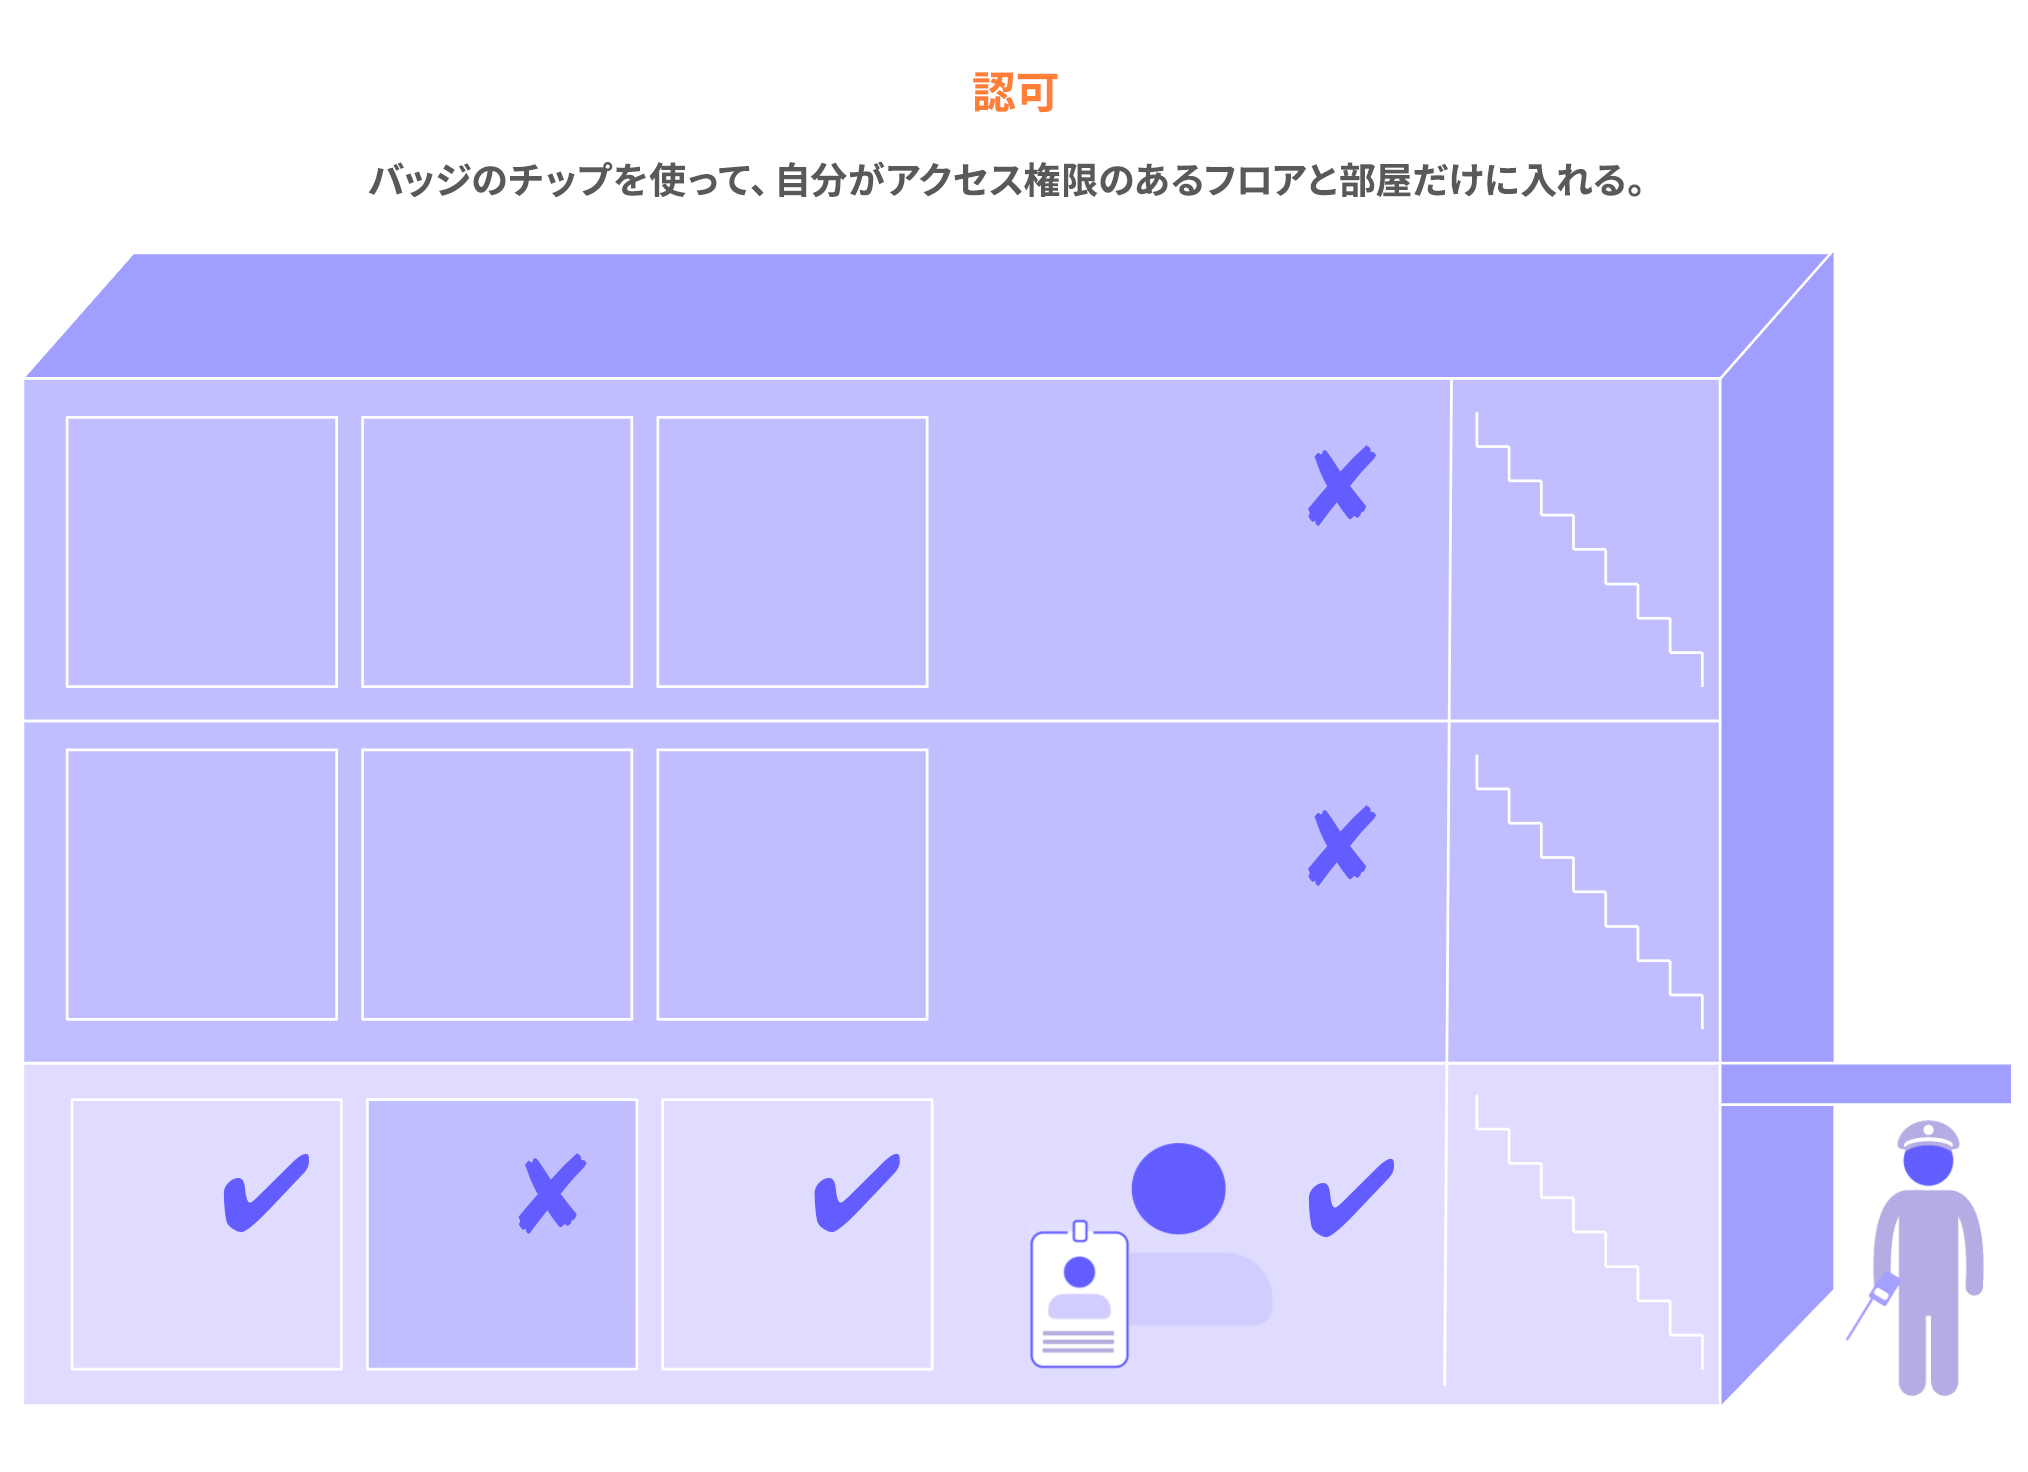 認可
バッジのチップを使って、自分がアクセス権限のあるフロアと部屋だけに入れる。